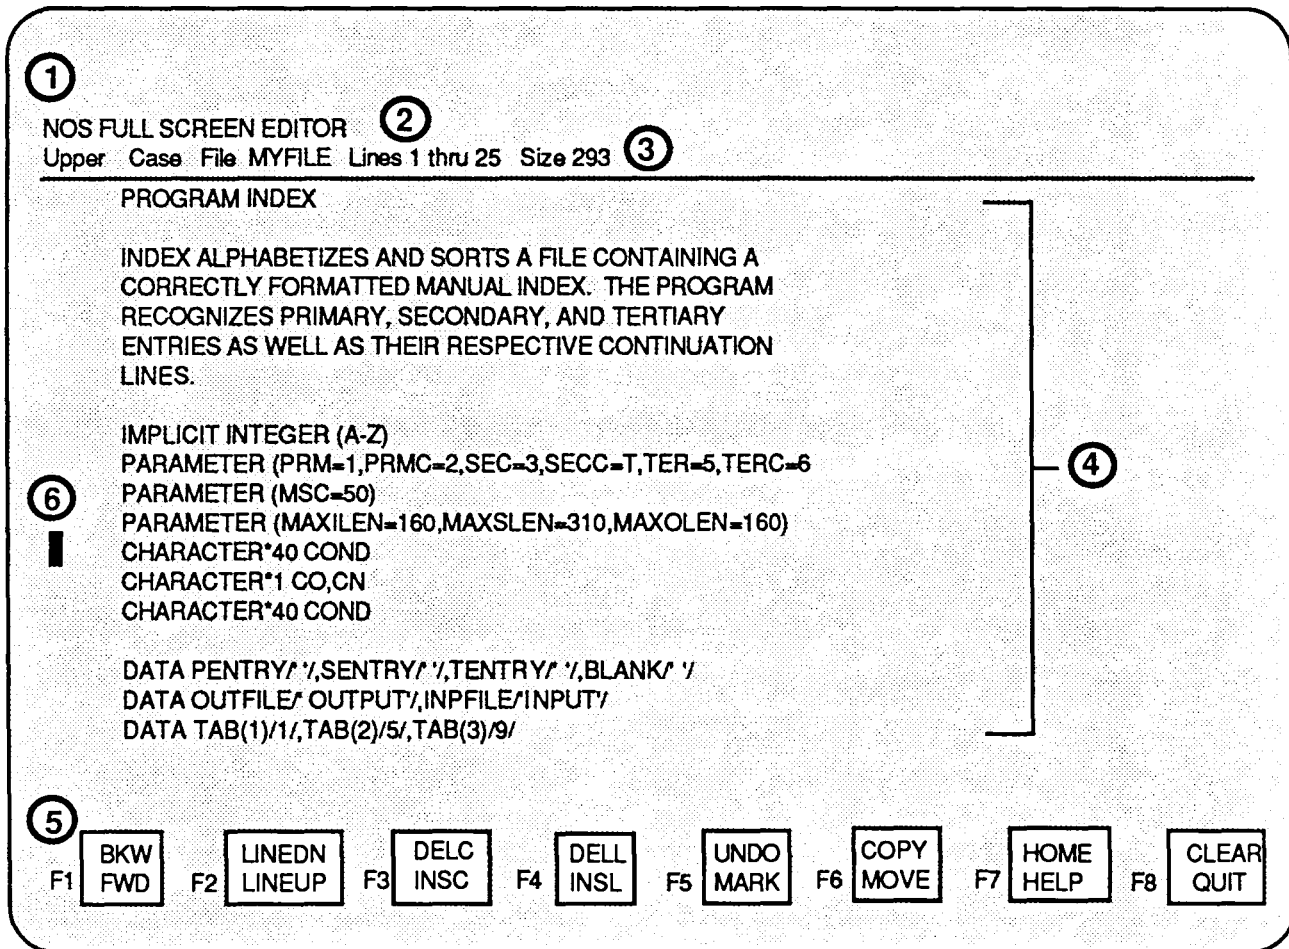 1
NOS FULL SCREEN EDITOR 2
Upper Case File MYFILE Lines 1 thru 25 Size 293 3
PROGRAM INDEX
INDEX ALPHABETIZES AND SORTS A FILE CONTAINING A
CORRECTLY FORMATTED MANUAL INDEX. THE PROGRAM
RECOGNIZES PRIMARY, SECONDARY, AND TERTIARY
ENTRIES AS WELL AS THEIR RESPECTIVE CONTINUATION
LINES.
IMPLICIT INTEGER (A-Z)
PARAMETER (PRM=1,PRMC=2,SEC=3,SECC=T,TER=5,TERC=6
4
6
PARAMETER (MSC=50)
PARAMETER (MAXILEN=160,MAXSLEN=310,MAXOLEN=160)
CHARACTER*40 COND
CHARACTER*1 CO,CN
CHARACTER*40 COND
DATA PENTRY/' '/,SENTRY/' '/,TENTRY/' '/,BLANK/' '/
DATA OUTFILE/' OUTPUT'/,INPFILE/'INPUT'/
DATA TAB(1)/1/,TAB(2)/5/,TAB(3)/9/
5
BKW LINEDN DELC DELL UNDO COPY HOME CLEAR
F1 FWD F2 LINEUP F3 INSC F4 INSL F5 MARK F6 MOVE F7 HELP F8 QUIT